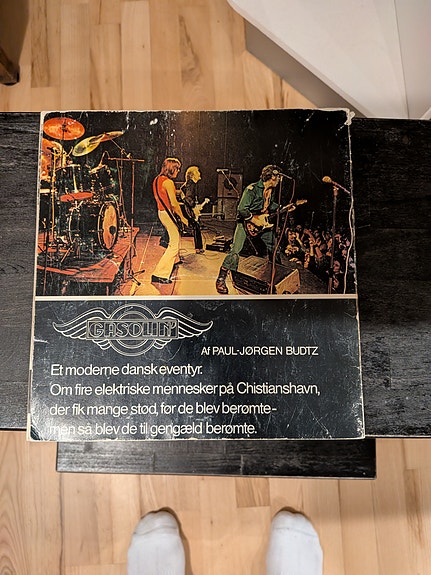 GASOLIN'
Af PAUL-JØRGEN BUDTZ
Et moderne dansk eventyr.
Om fire elektriske mennesker på Chistianshavn,
der fik mange stød, før de blev berømte-
men så blev de til gengæld berømte.